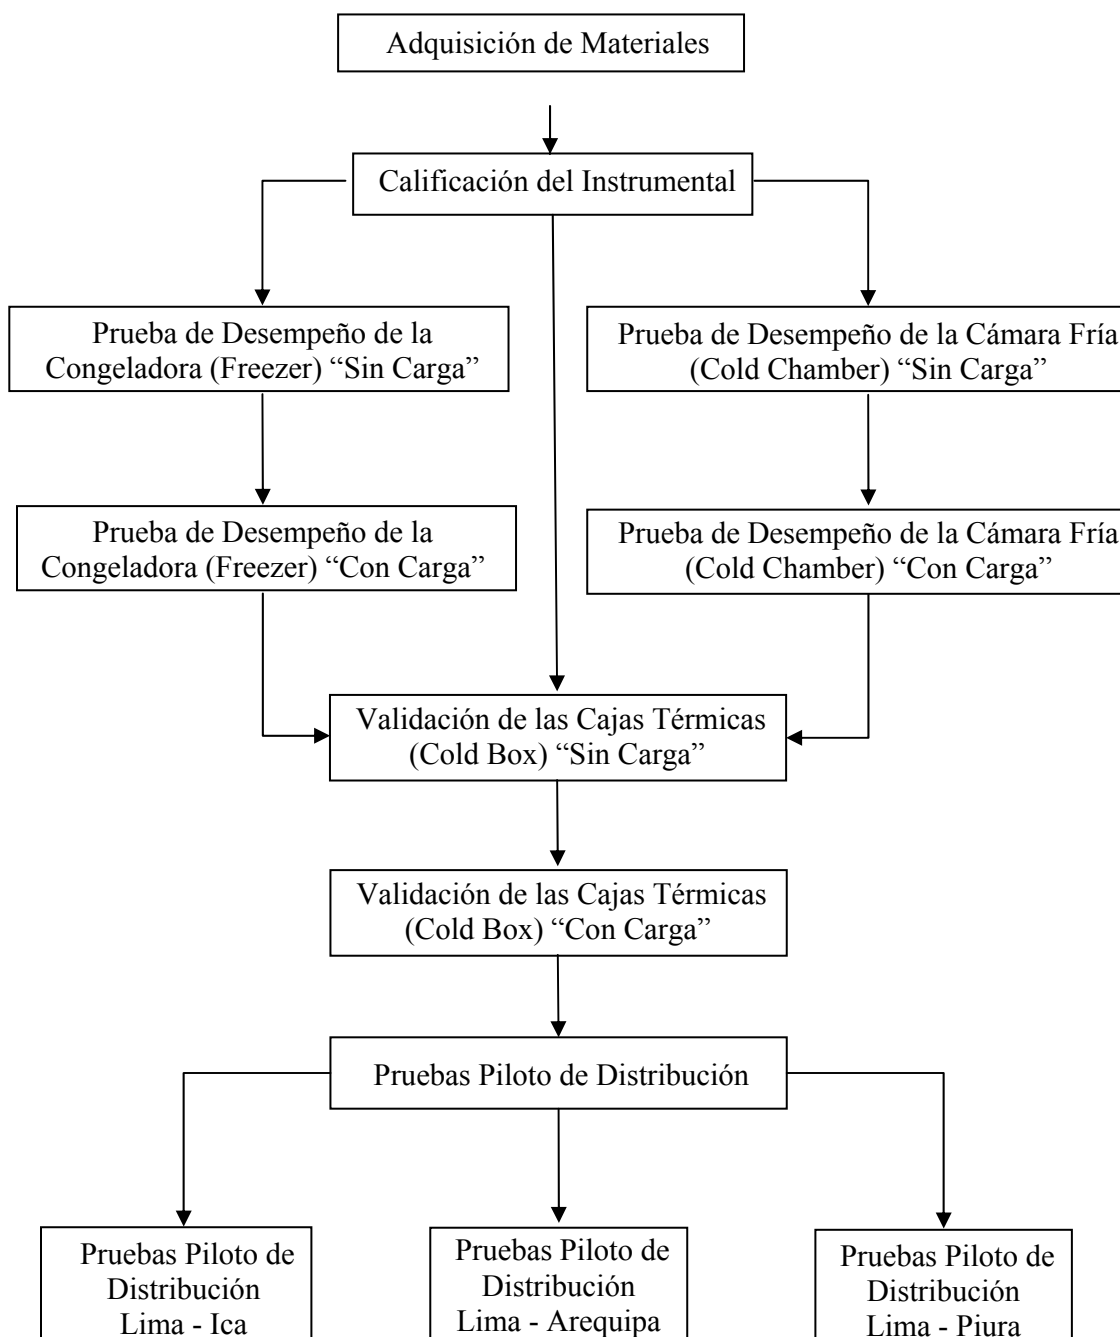 Adquisición de Materiales
Calificación del Instrumental
Prueba de Desempeño de la
Congeladora (Freezer) “Sin Carga”
Prueba de Desempeño de la Cámara Fría
(Cold Chamber) “Sin Carga”
Prueba de Desempeño de la
Congeladora (Freezer) “Con Carga”
Prueba de Desempeño de la Cámara Fría
(Cold Chamber) “Con Carga”
Validación de las Cajas Térmicas
(Cold Box) “Sin Carga”
Validación de las Cajas Térmicas
(Cold Box) “Con Carga”
Pruebas Piloto de Distribución
Pruebas Piloto de
Distribución
Lima - Ica
Pruebas Piloto de
Distribución
Lima - Arequipa
Pruebas Piloto de
Distribución
Lima - Piura